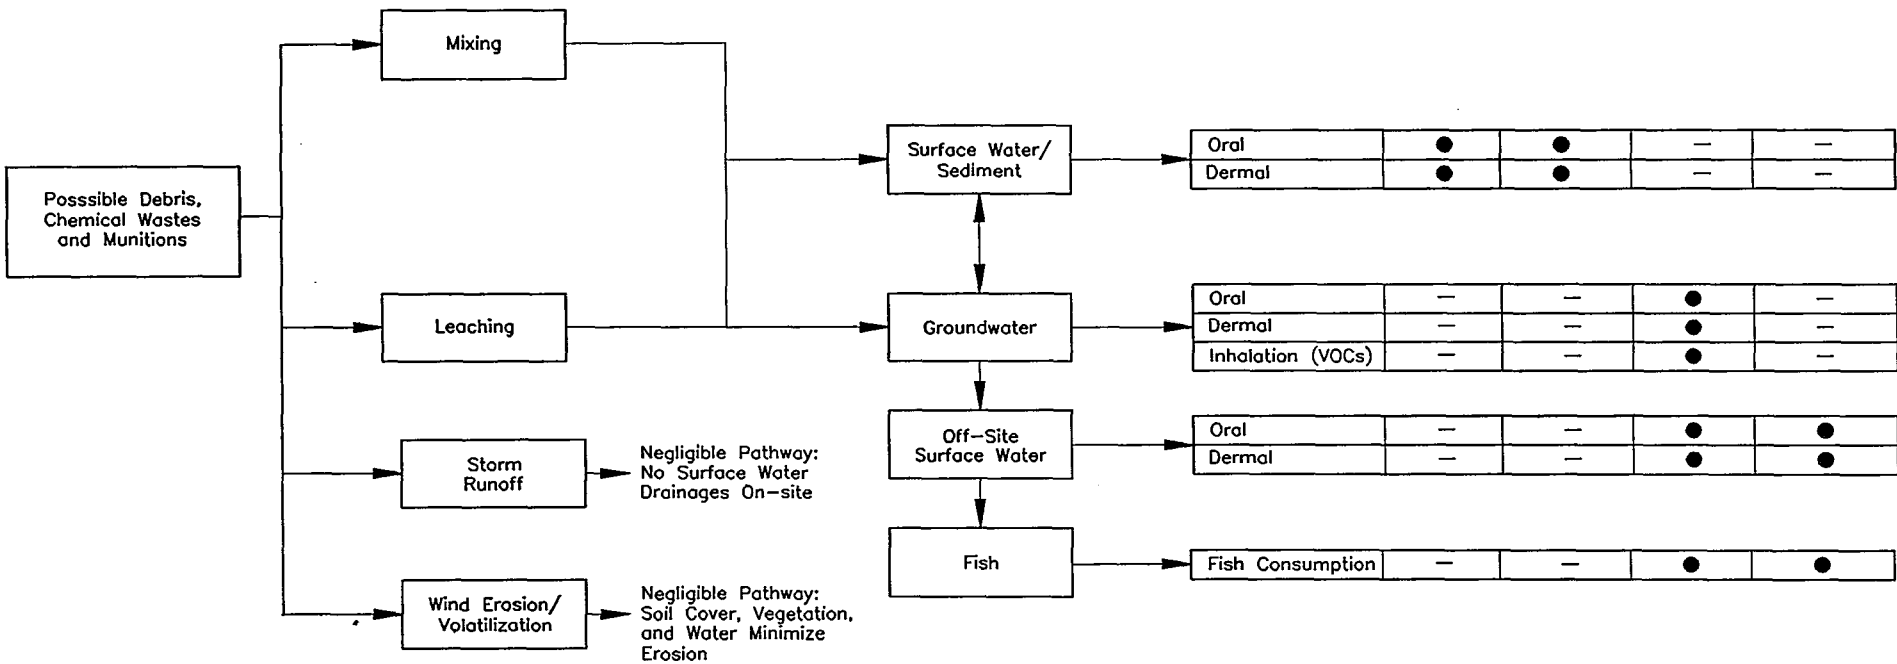 Posssible Debris,
Chemical Wastes
and Munitions
Mixing
Leaching
Storm
Runoff
Negligible Pathway:
No Surface Water
Drainages On-site
Wind Erosion/
Volatilization
Negligible Pathway:
Soil Cover, Vegetation,
and Water Minimize
Erosion
Surface Water/
Sediment
Groundwater
Off-Site
Surface Water
Fish
Oral ● ● — —
Dermal ● ● — —
Oral — — ● —
Dermal — — ● —
Inhalation (VOCs) — — ● —
Oral — — ● ●
Dermal — — ● ●
Fish Consumption — — ● ●